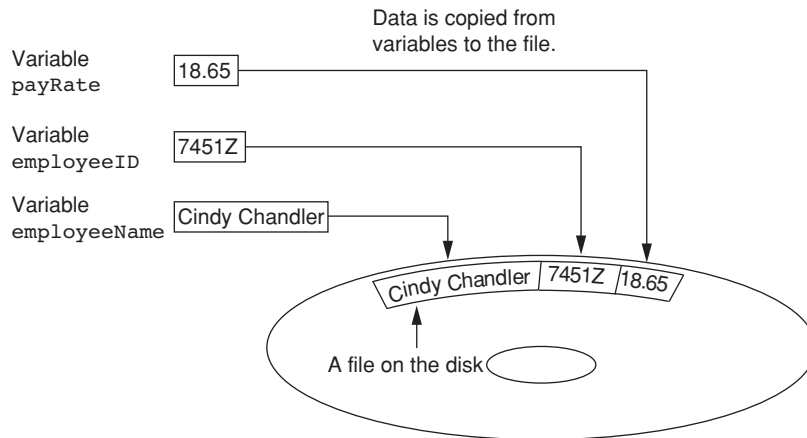 Data is copied from
variables to the file.
Variable
payRate
18.65
Variable
employeeID
7451Z
Variable
employeeName
Cindy Chandler
Cindy Chandler 7451Z 18.65
A file on the disk